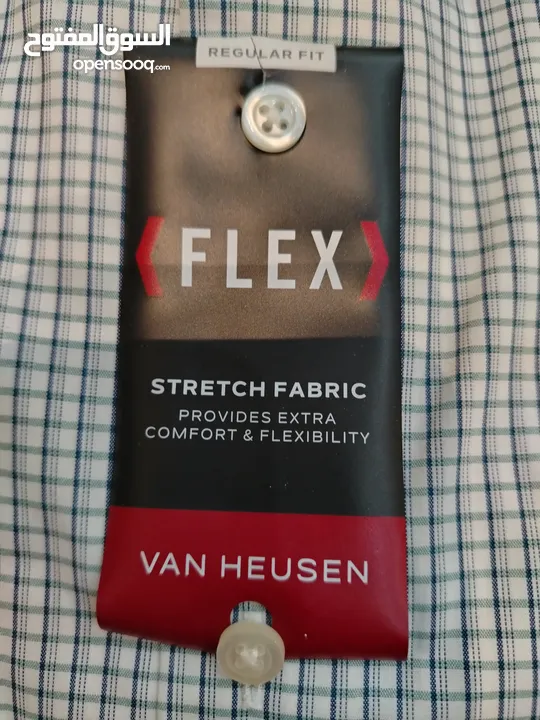 السوق المفتوح
opensooq.com
REGULAR FIT
FLEX
STRETCH FABRIC
PROVIDES EXTRA
COMFORT & FLEXIBILITY
VAN HEUSEN